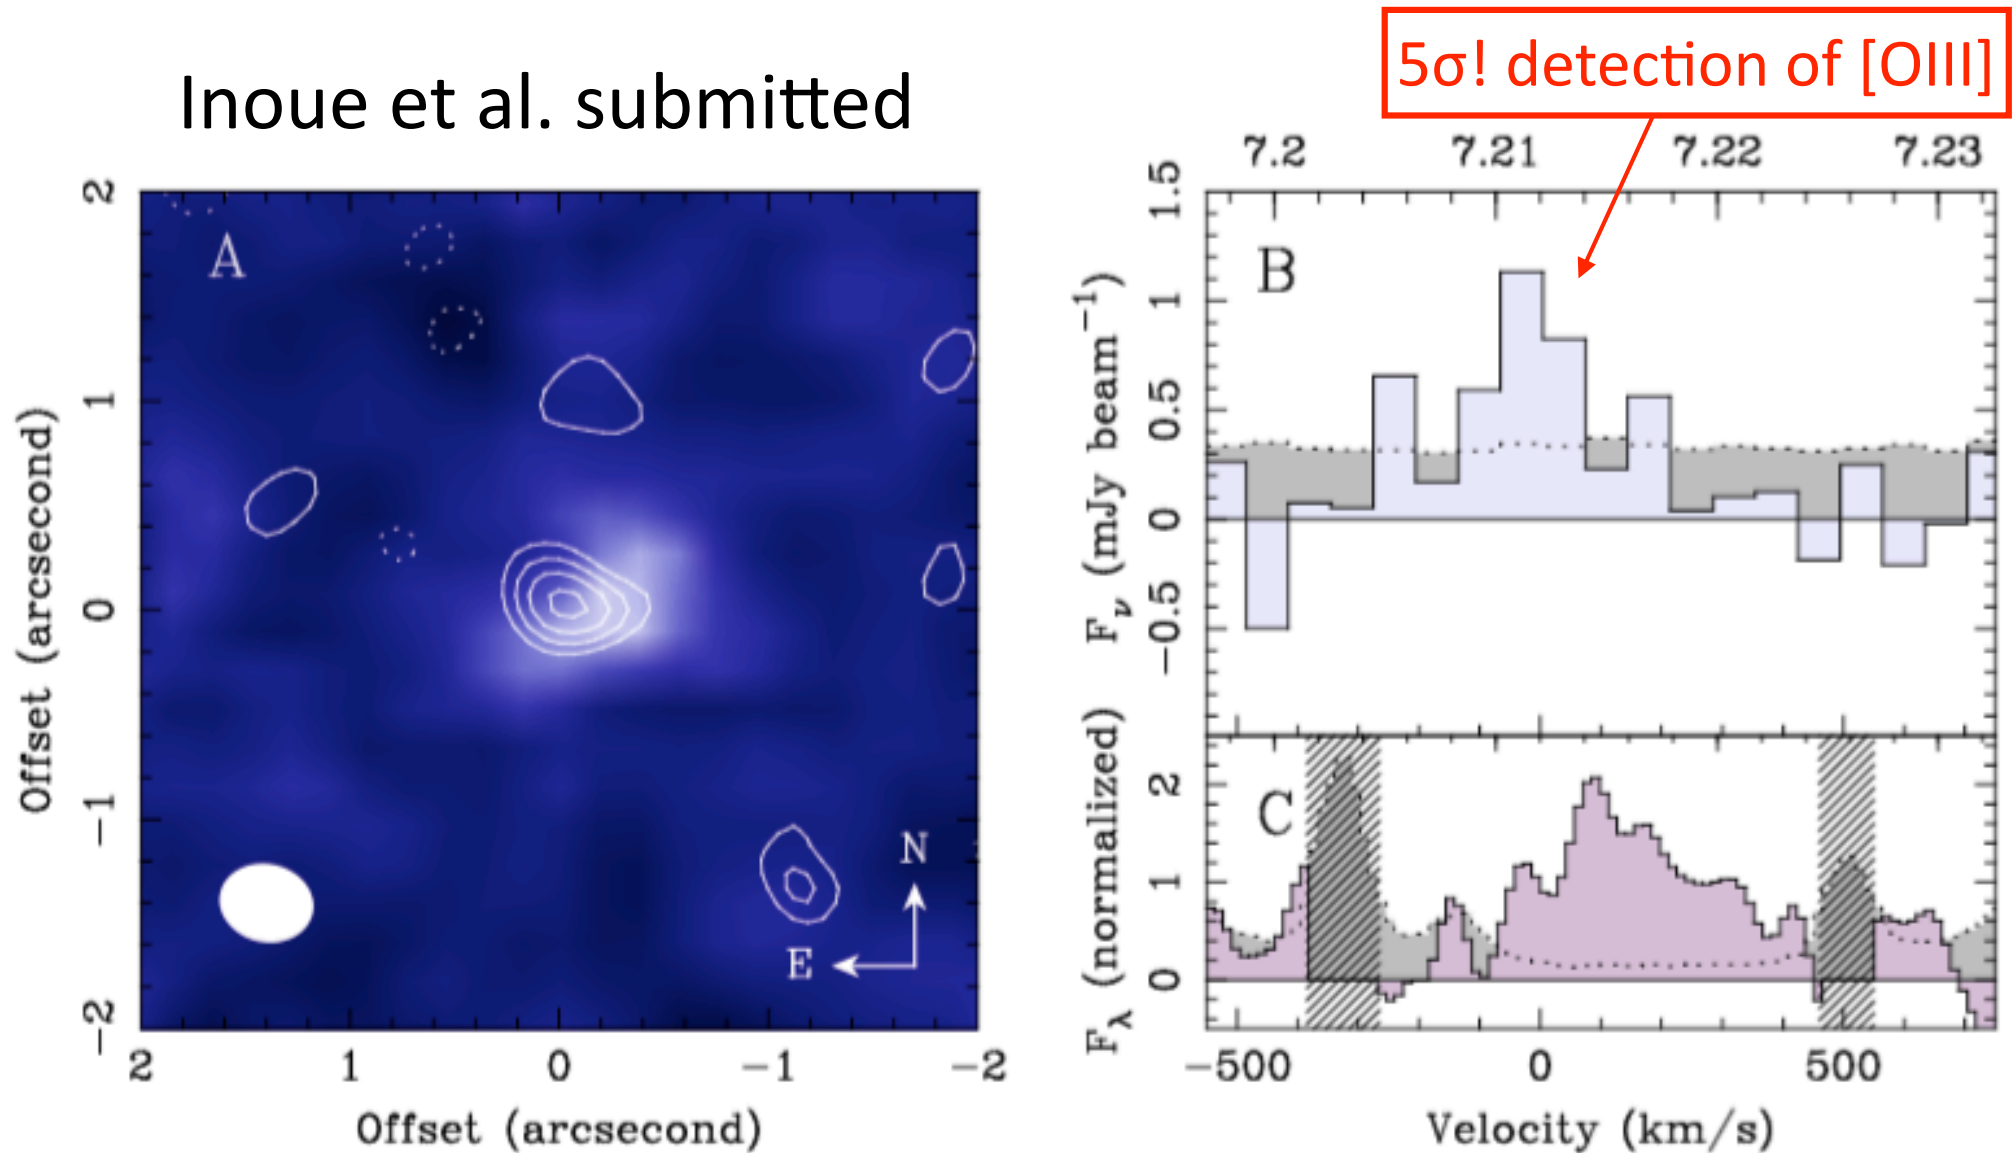 Inoue et al. submitted
5σ! detection of [OIII]
A
2
1
0
−1
−2
Offset (arcsecond)
N
E
2 1 0 −1 −2
Offset (arcsecond)
7.2 7.21 7.22 7.23
B
1.5
1
0.5
0
−0.5
Fν (mJy beam−1)
C
2
1
0
Fλ (normalized)
−500 0 500
Velocity (km/s)